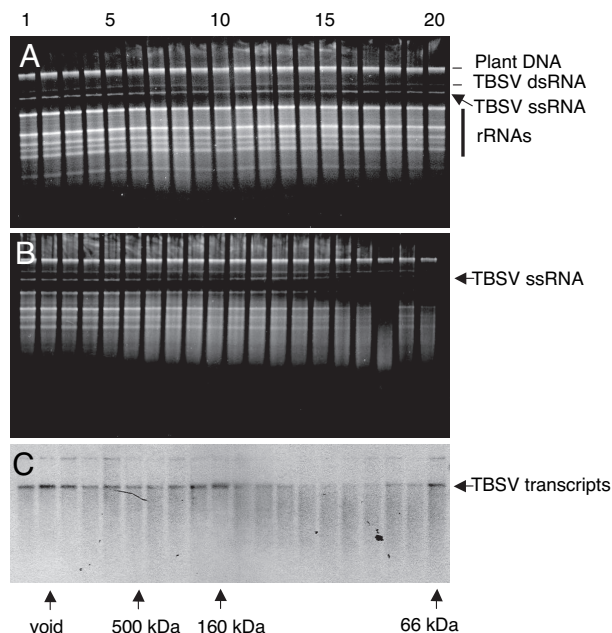 1 5 10 15 20
A
Plant DNA
TBSV dsRNA
TBSV ssRNA
rRNAs
B
TBSV ssRNA
C
TBSV transcripts
void 500 kDa 160 kDa 66 kDa